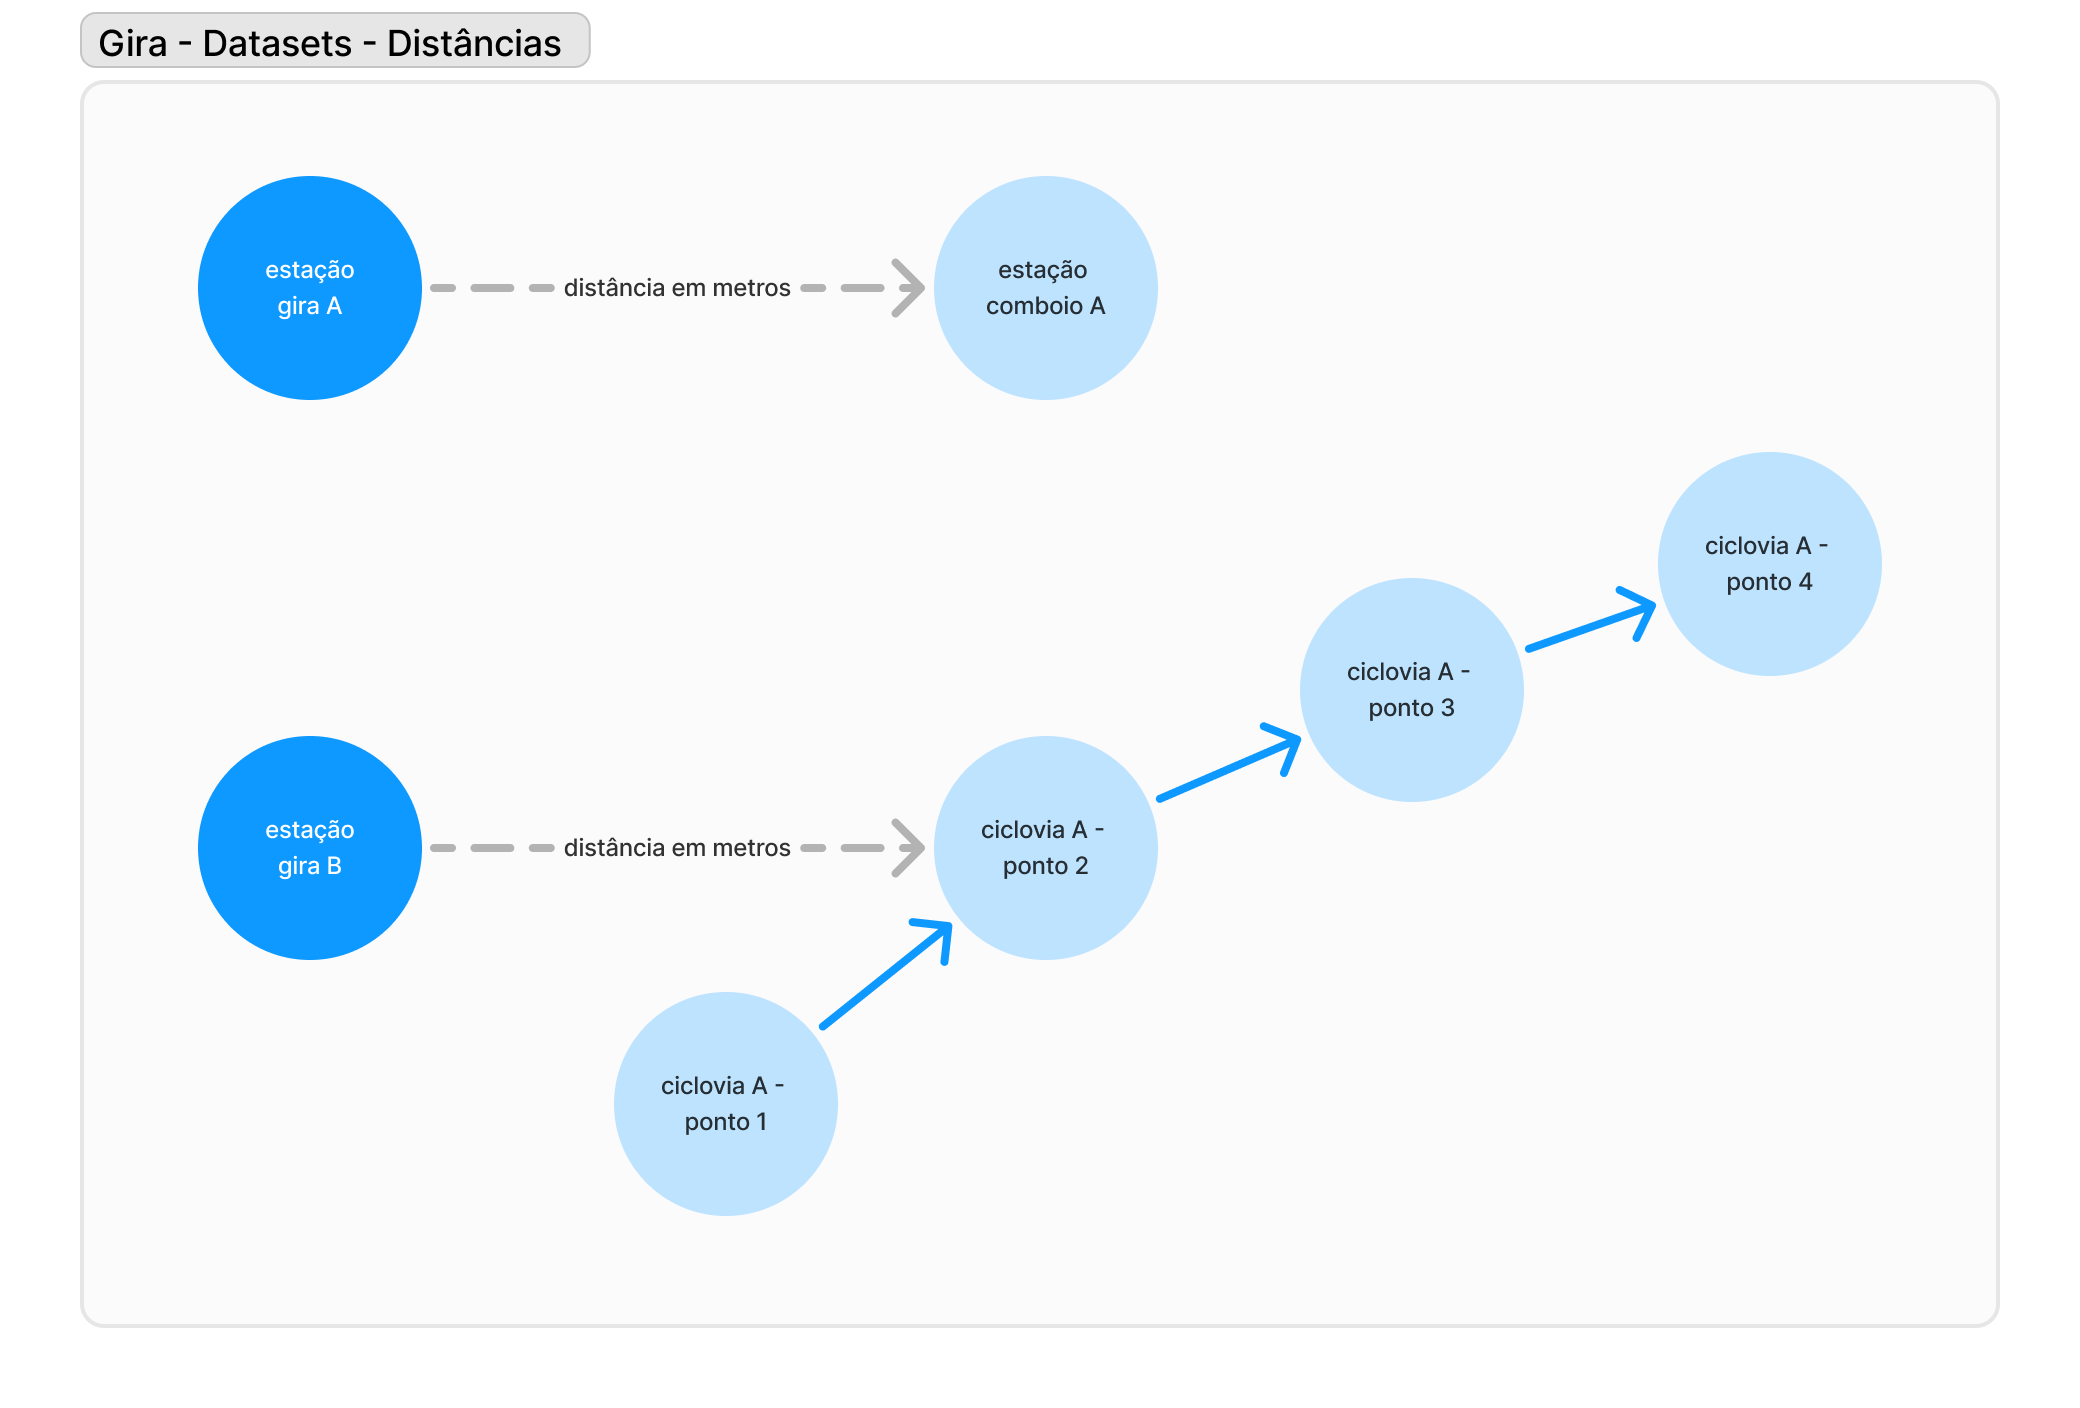 Gira - Datasets - Distâncias
estação
gira A
distância em metros
estação
comboio A
ciclovia A -
ponto 4
ciclovia A -
ponto 3
estação
gira B
distância em metros
ciclovia A -
ponto 2
ciclovia A -
ponto 1